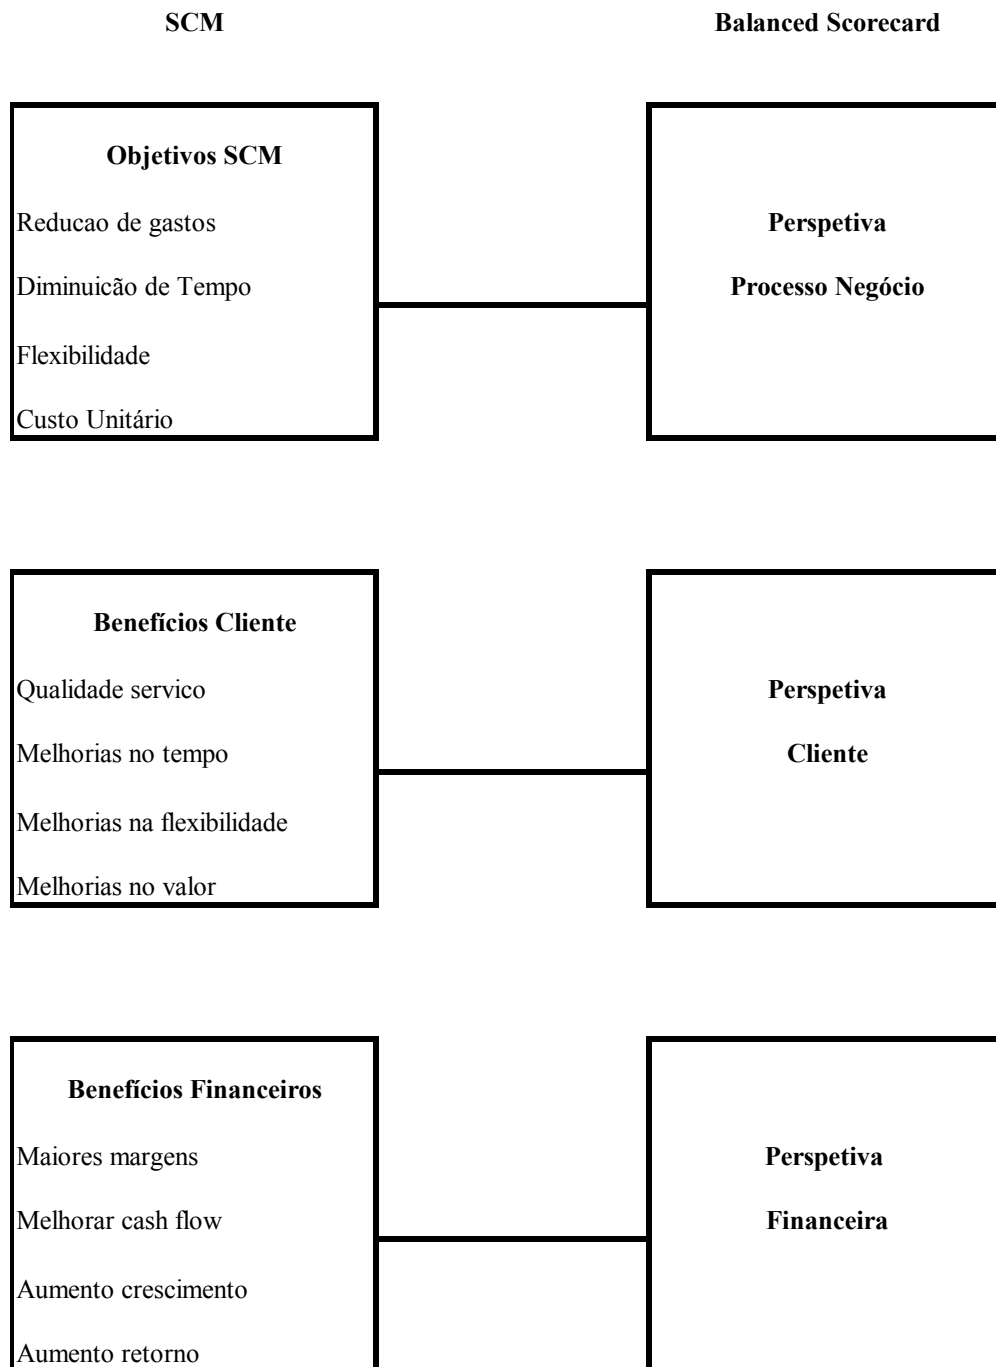 SCM
Balanced Scorecard
Objetivos SCM
Reducao de gastos
Diminuicão de Tempo
Flexibilidade
Custo Unitário
Perspetiva
Processo Negócio
Benefícios Cliente
Qualidade servico
Melhorias no tempo
Melhorias na flexibilidade
Melhorias no valor
Perspetiva
Cliente
Benefícios Financeiros
Maiores margens
Melhorar cash flow
Aumento crescimento
Aumento retorno
Perspetiva
Financeira